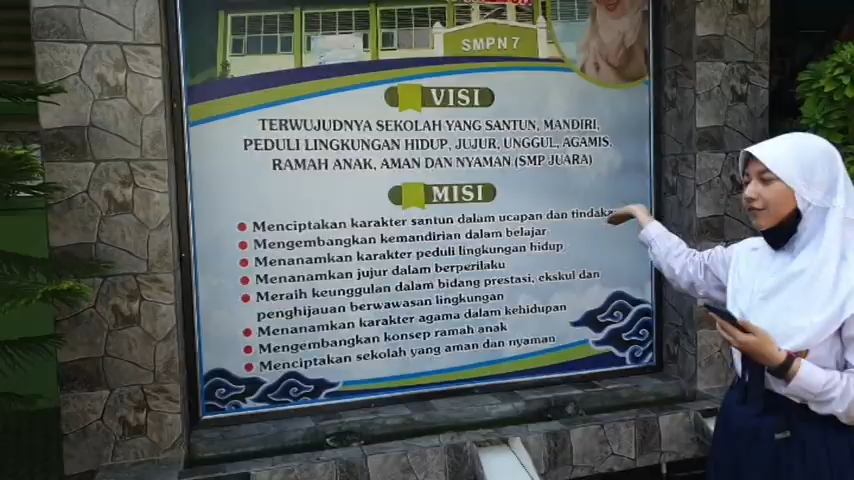 SMPN 7
VISI
TERWUJUDNYA SEKOLAH YANG SANTUN, MANDIRI,
PEDULI LINGKUNGAN HIDUP, JUJUR, UNGGUL, AGAMIS,
RAMAH ANAK, AMAN DAN NYAMAN (SMP JUARA)
MISI
Menciptakan karakter santun dalam ucapan dan tindak
Mengembangkan kemandirian dalam belajar
Menanamkan karakter peduli lingkungan hidup
Menanamkan jujur dalam berperilaku
Meraih keunggulan dalam bidang prestasi, ekskul dan
penghijauan berwawasan lingkungan
Menanamkan karakter agama dalam kehidupan
Mengembangkan konsep ramah anak
Menciptakan sekolah yang aman dan nyaman